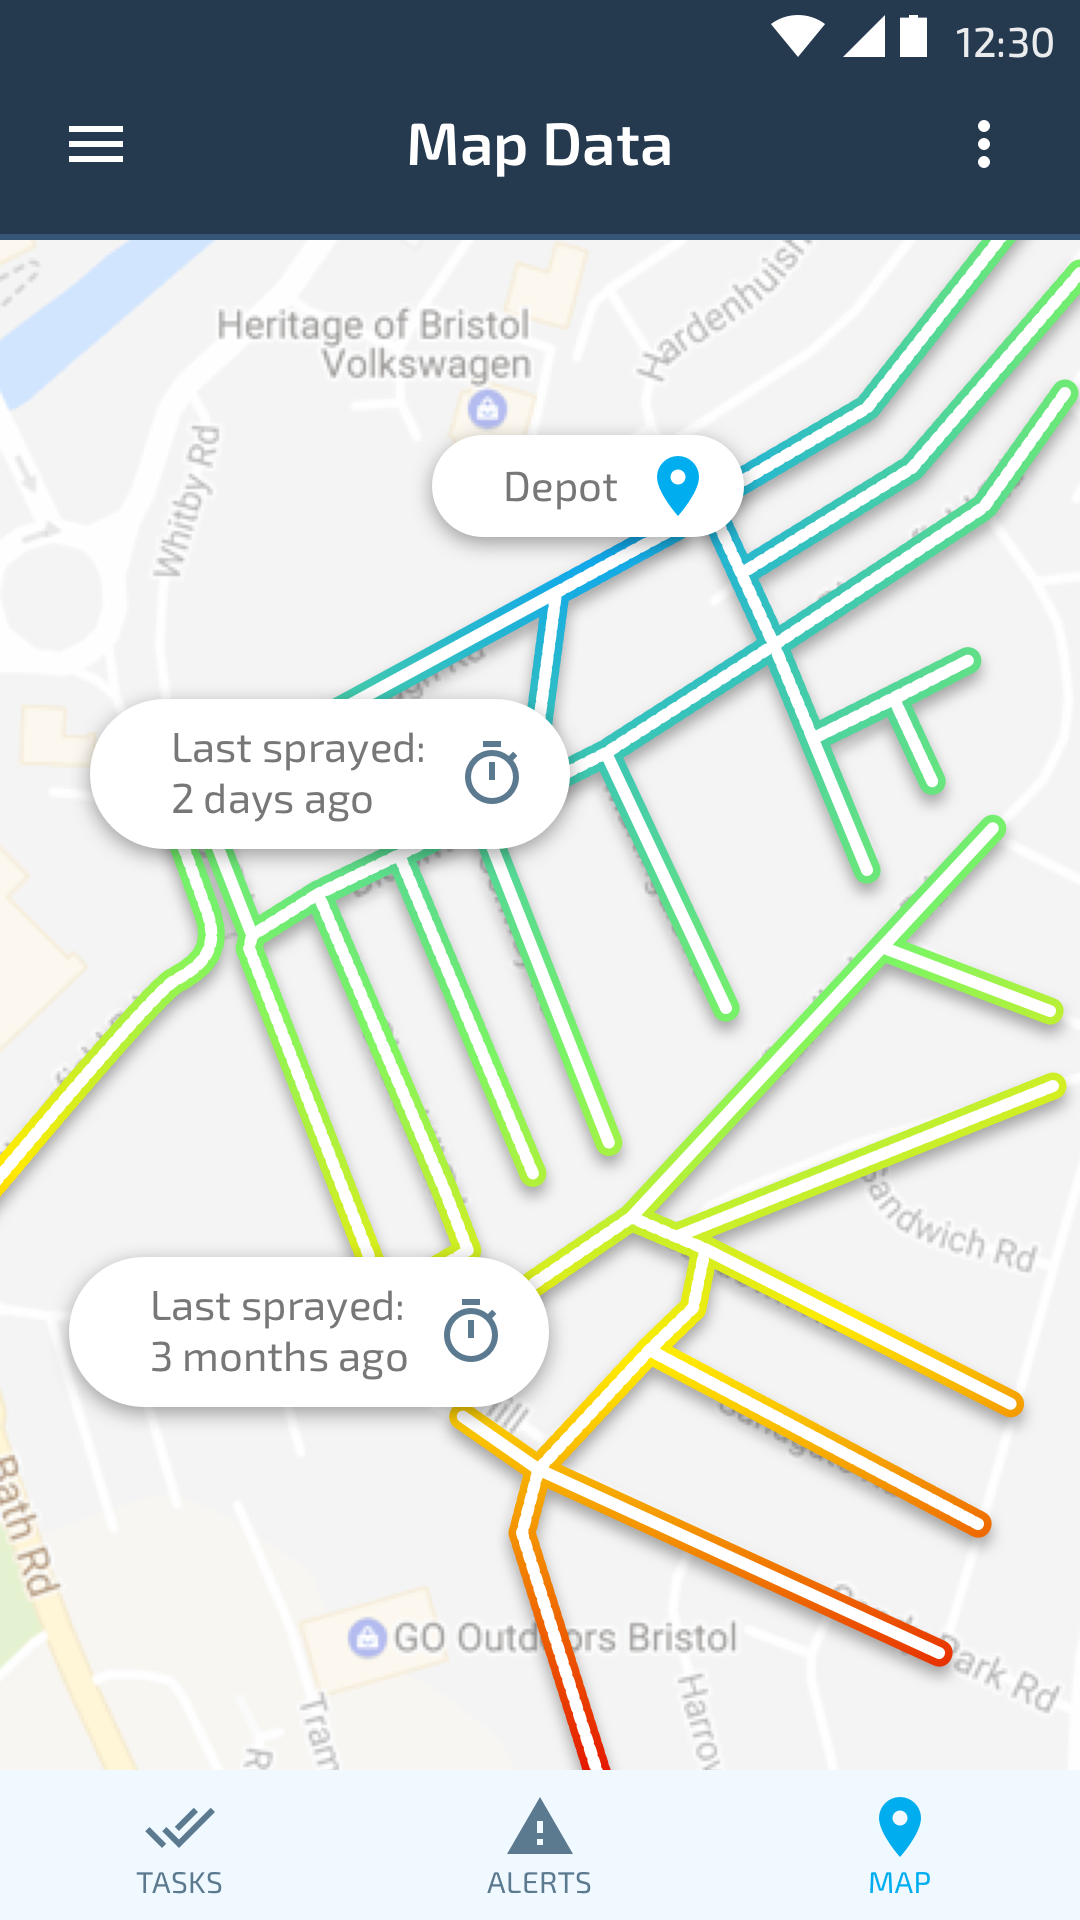 12:30
Map Data
Hardenhuish
Heritage of Bristol
Volkswagen
Whitby Rd
Depot
Last sprayed:
2 days ago
Sandwich Rd
Last sprayed:
3 months ago
Bath Rd
GO Outdoors Bristol
Park Rd
TASKS
ALERTS
MAP